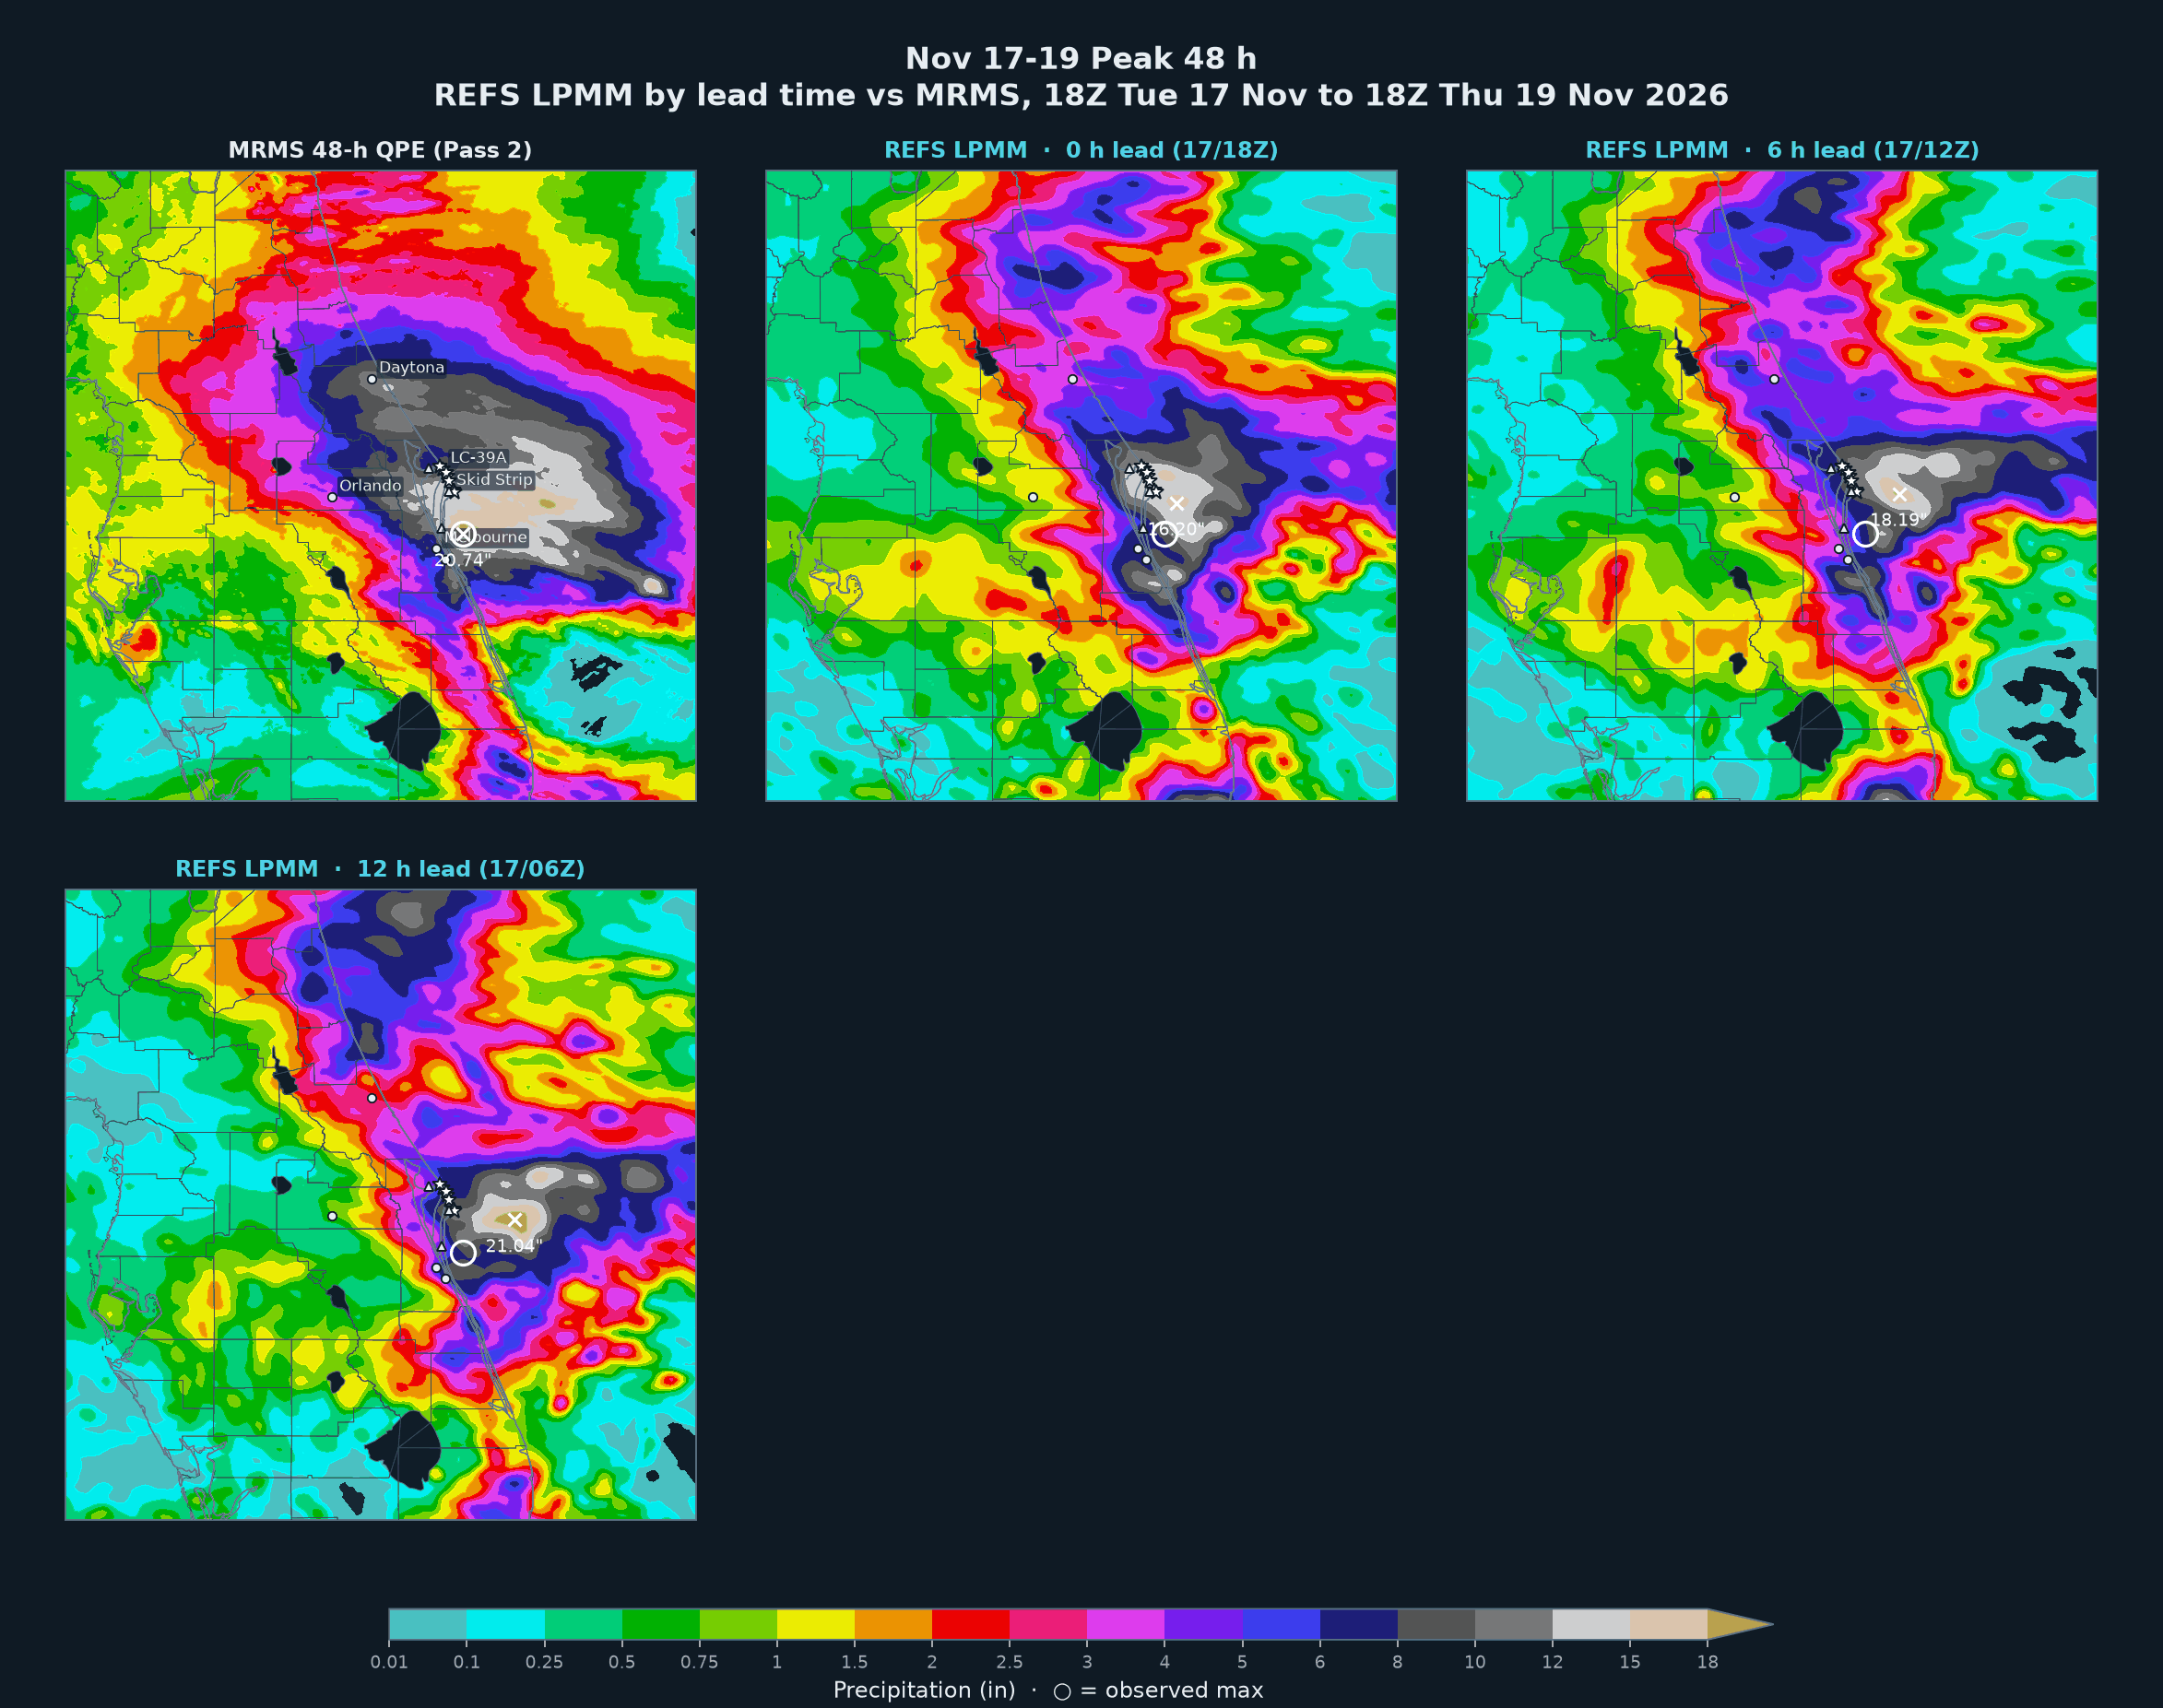 Nov 17-19 Peak 48 h
REFS LPMM by lead time vs MRMS, 18Z Tue 17 Nov to 18Z Thu 19 Nov 2026
MRMS 48-h QPE (Pass 2)
REFS LPMM · 0 h lead (17/18Z)
REFS LPMM · 6 h lead (17/12Z)
Daytona
LC-39A
Skid Strip
Orlando
Melbourne
20.74"
16.20"
18.19"
REFS LPMM · 12 h lead (17/06Z)
21.04"
0.01 0.1 0.25 0.5 0.75 1 1.5 2 2.5 3 4 5 6 8 10 12 15 18
Precipitation (in) · ○ = observed max